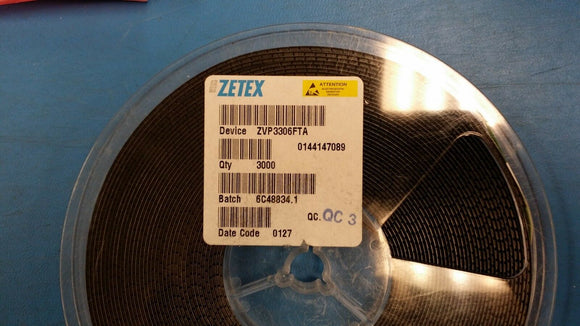 ZETEX
ATTENTION
Device ZVP3306FTA
0144147089
Qty 3000
Batch 6C48834.1
QC. QC 3
Date Code 0127